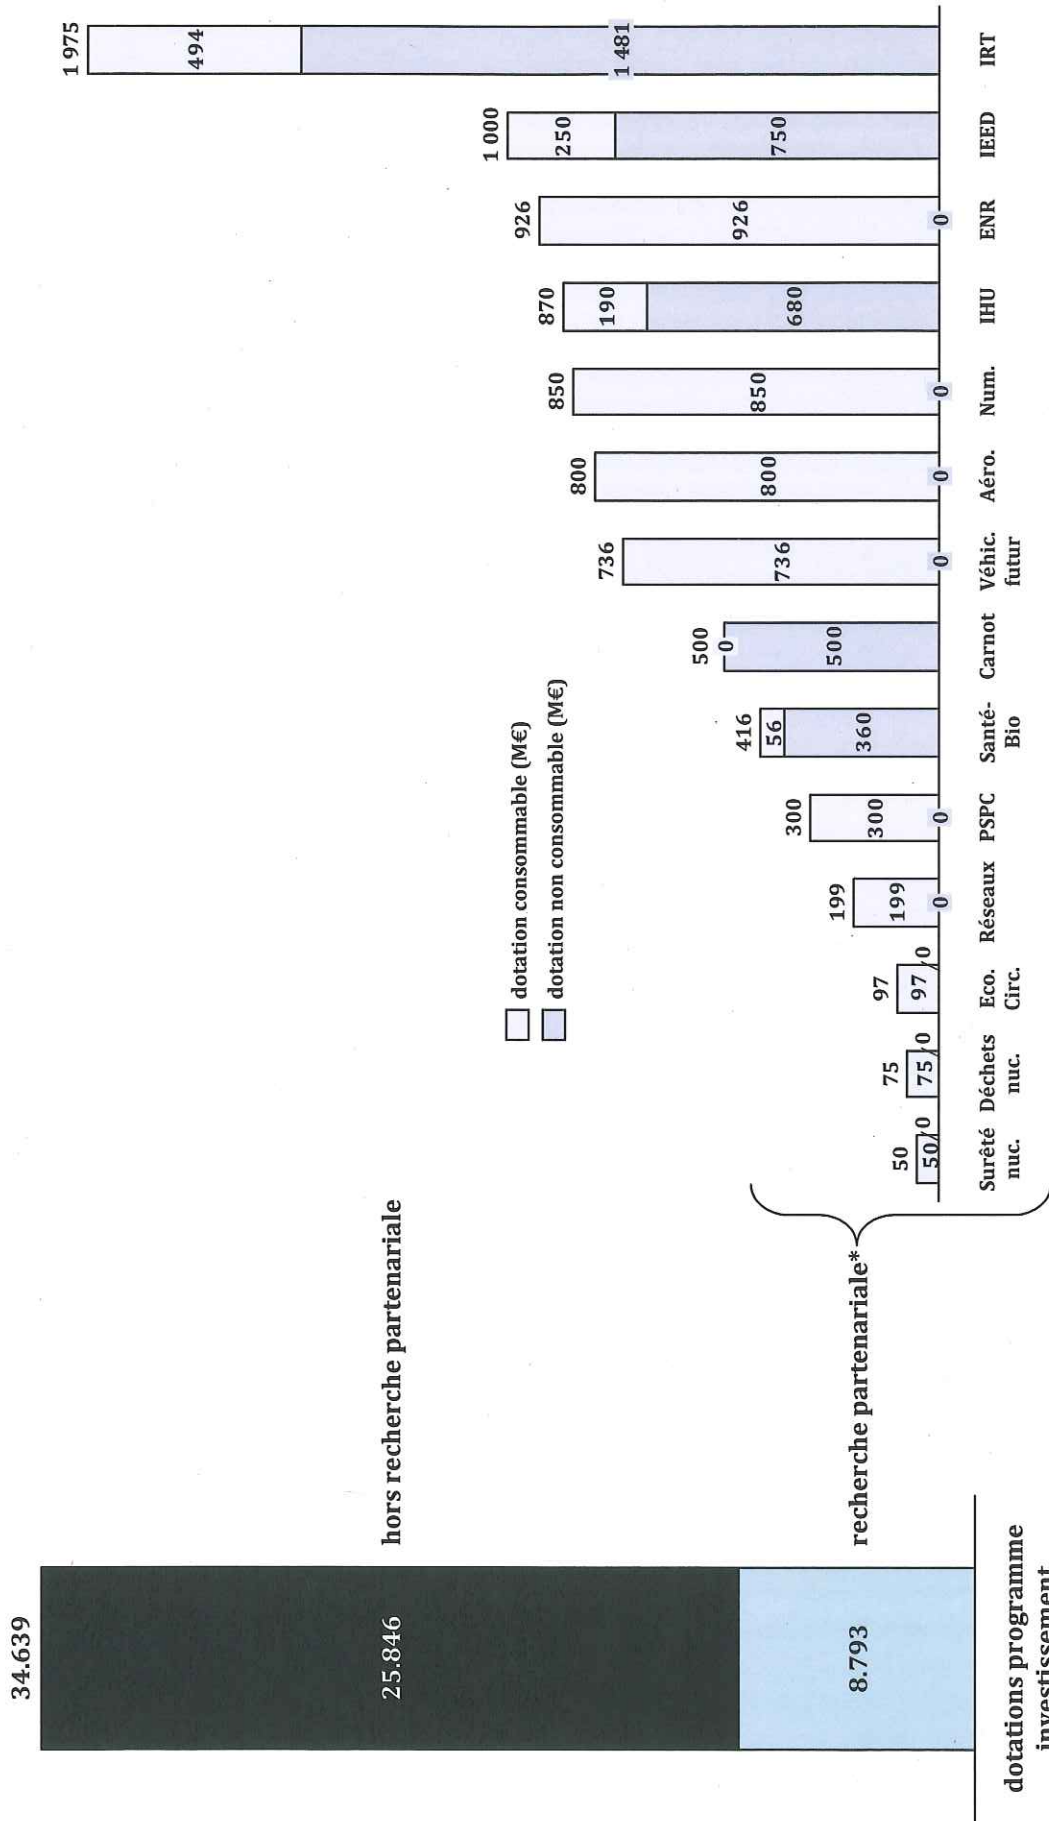 34.639
25.846
hors recherche partenariale
8.793
recherche partenariale*
dotations programme
investissement
dotation consommable (M€)
dotation non consommable (M€)
50
50
0
Surêté
nuc.
75
75
0
Déchets
nuc.
97
97
0
Eco.
Circ.
199
199
0
Réseaux
300
300
0
PSPC
416
56
360
Santé-
Bio
500
0
500
Carnot
736
736
0
Véhic.
futur
800
800
0
Aéro.
850
850
0
Num.
870
190
680
IHU
926
926
0
ENR
1 000
250
750
IEED
1 975
494
1 481
IRT